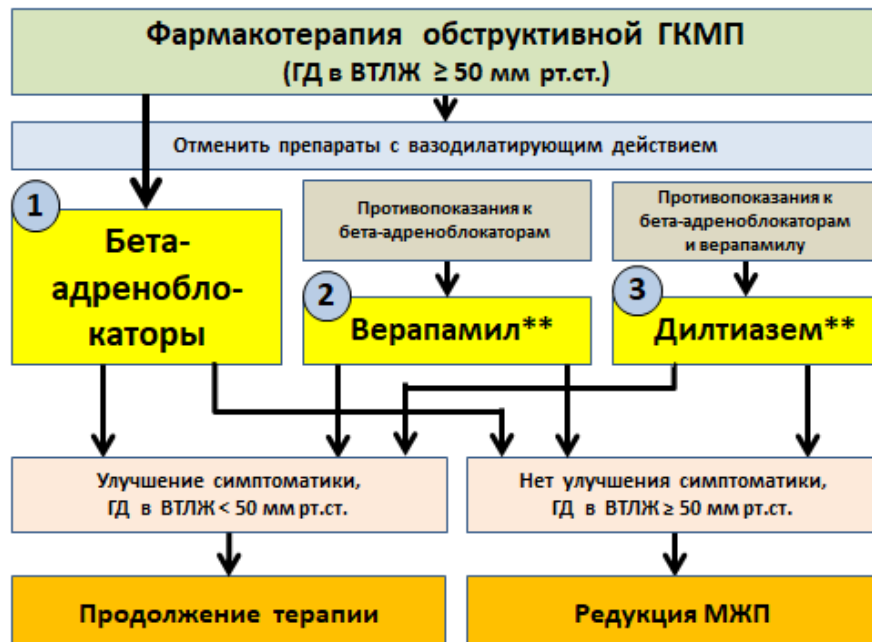 Фармакотерапия обструктивной ГКМП
(ГД в ВТЛЖ ≥ 50 мм рт.ст.)
Отменить препараты с вазодилатирующим действием
1
Бета-
адренобло-
каторы
Противопоказания к
бета-адреноблокаторам
2
Верапамил**
Противопоказания к
бета-адреноблокаторам
и верапамилу
3
Дилтиазем**
Улучшение симптоматики,
ГД в ВТЛЖ < 50 мм рт.ст.
Нет улучшения симптоматики,
ГД в ВТЛЖ ≥ 50 мм рт.ст.
Продолжение терапии
Редукция МЖП